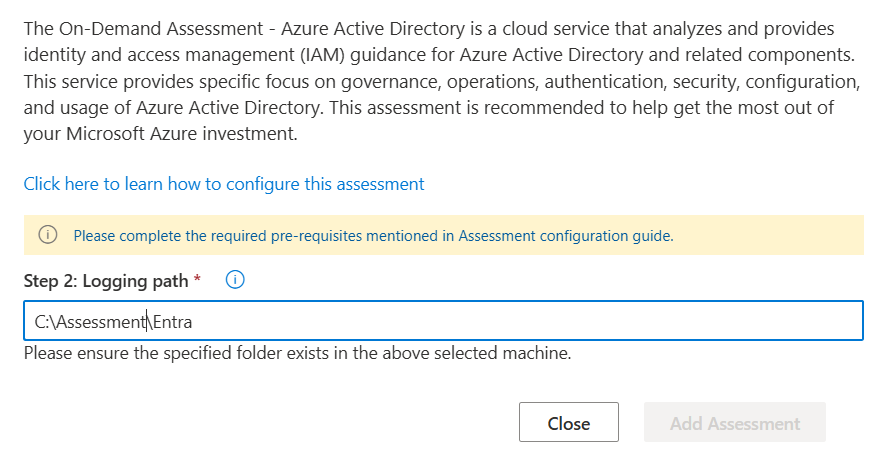 The On-Demand Assessment - Azure Active Directory is a cloud service that analyzes and provides
identity and access management (IAM) guidance for Azure Active Directory and related components.
This service provides specific focus on governance, operations, authentication, security, configuration,
and usage of Azure Active Directory. This assessment is recommended to help get the most out of
your Microsoft Azure investment.
Click here to learn how to configure this assessment
Please complete the required pre-requisites mentioned in Assessment configuration guide.
Step 2: Logging path *
C:\Assessment\Entra
Please ensure the specified folder exists in the above selected machine.
Close
Add Assessment